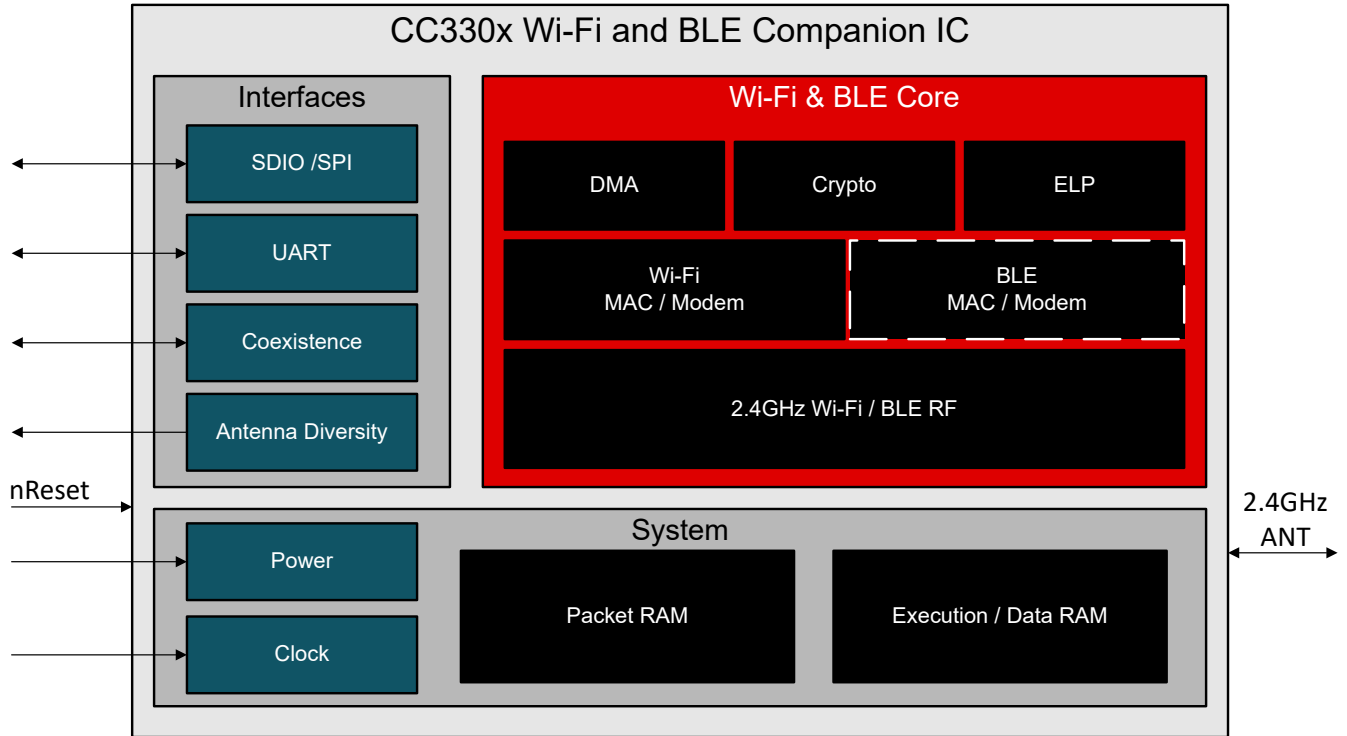 CC330x Wi-Fi and BLE Companion IC
Interfaces
SDIO /SPI
UART
Coexistence
Antenna Diversity
Wi-Fi & BLE Core
DMA
Crypto
ELP
Wi-Fi
MAC / Modem
BLE
MAC / Modem
2.4GHz Wi-Fi / BLE RF
nReset
2.4GHz
ANT
System
Power
Clock
Packet RAM
Execution / Data RAM